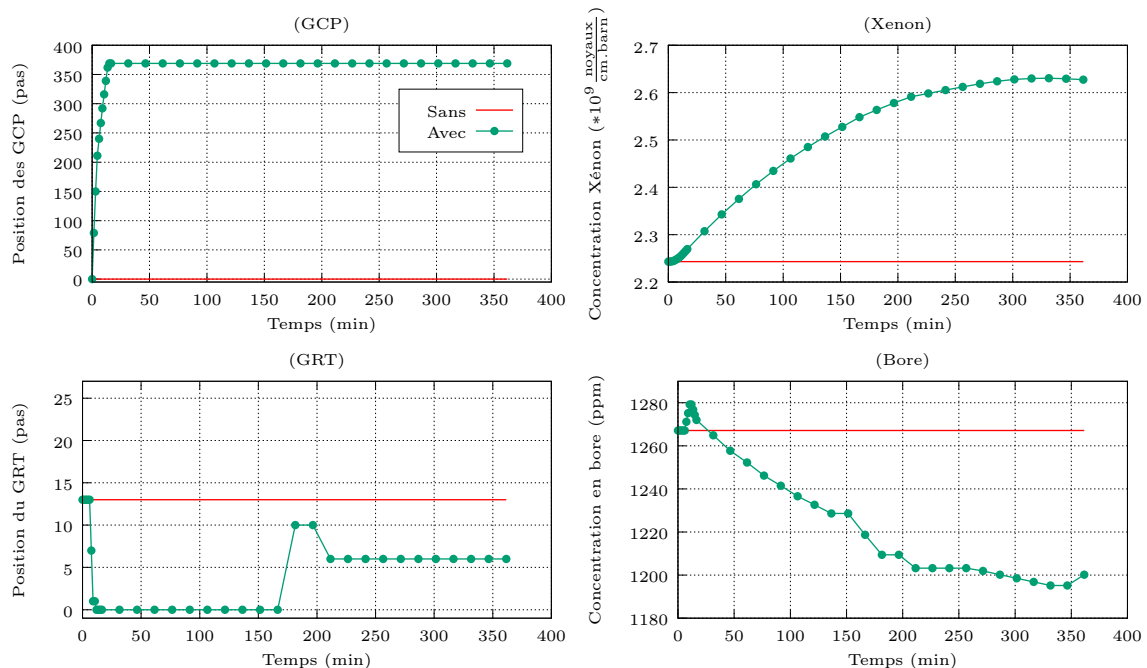 (GCP)
Position des GCP (pas)
400
350
300
250
200
150
100
50
0
Sans
Avec
0 50 100 150 200 250 300 350 400
Temps (min)
(Xenon)
Concentration Xénon (*10^9 noyaux/cm.barn)
2.7
2.6
2.5
2.4
2.3
2.2
0 50 100 150 200 250 300 350 400
Temps (min)
(GRT)
Position du GRT (pas)
25
20
15
10
5
0
0 50 100 150 200 250 300 350 400
Temps (min)
(Bore)
Concentration en bore (ppm)
1280
1260
1240
1220
1200
1180
0 50 100 150 200 250 300 350 400
Temps (min)